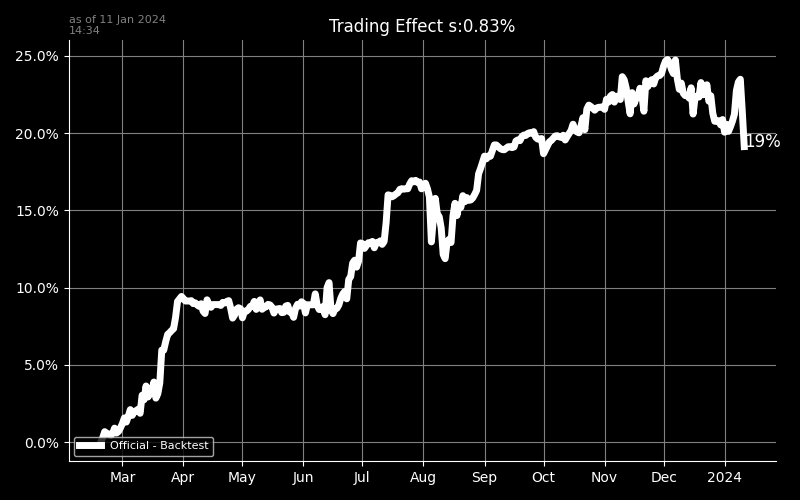 as of 11 Jan 2024
14:34
Trading Effect s:0.83%
25.0%
20.0%
15.0%
10.0%
5.0%
0.0%
19%
Official - Backtest
Mar Apr May Jun Jul Aug Sep Oct Nov Dec 2024